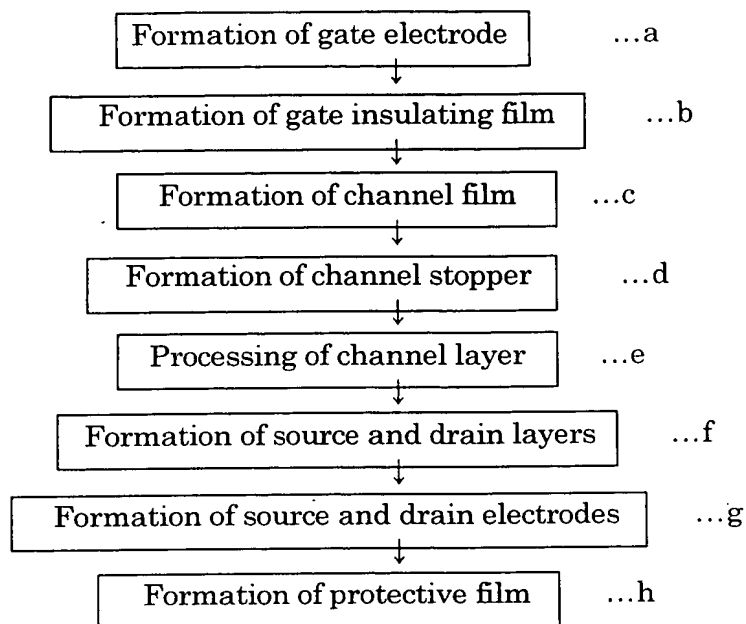 Formation of gate electrode ...a
↓
Formation of gate insulating film ...b
↓
Formation of channel film ...c
↓
Formation of channel stopper ...d
↓
Processing of channel layer ...e
↓
Formation of source and drain layers ...f
↓
Formation of source and drain electrodes ...g
↓
Formation of protective film ...h